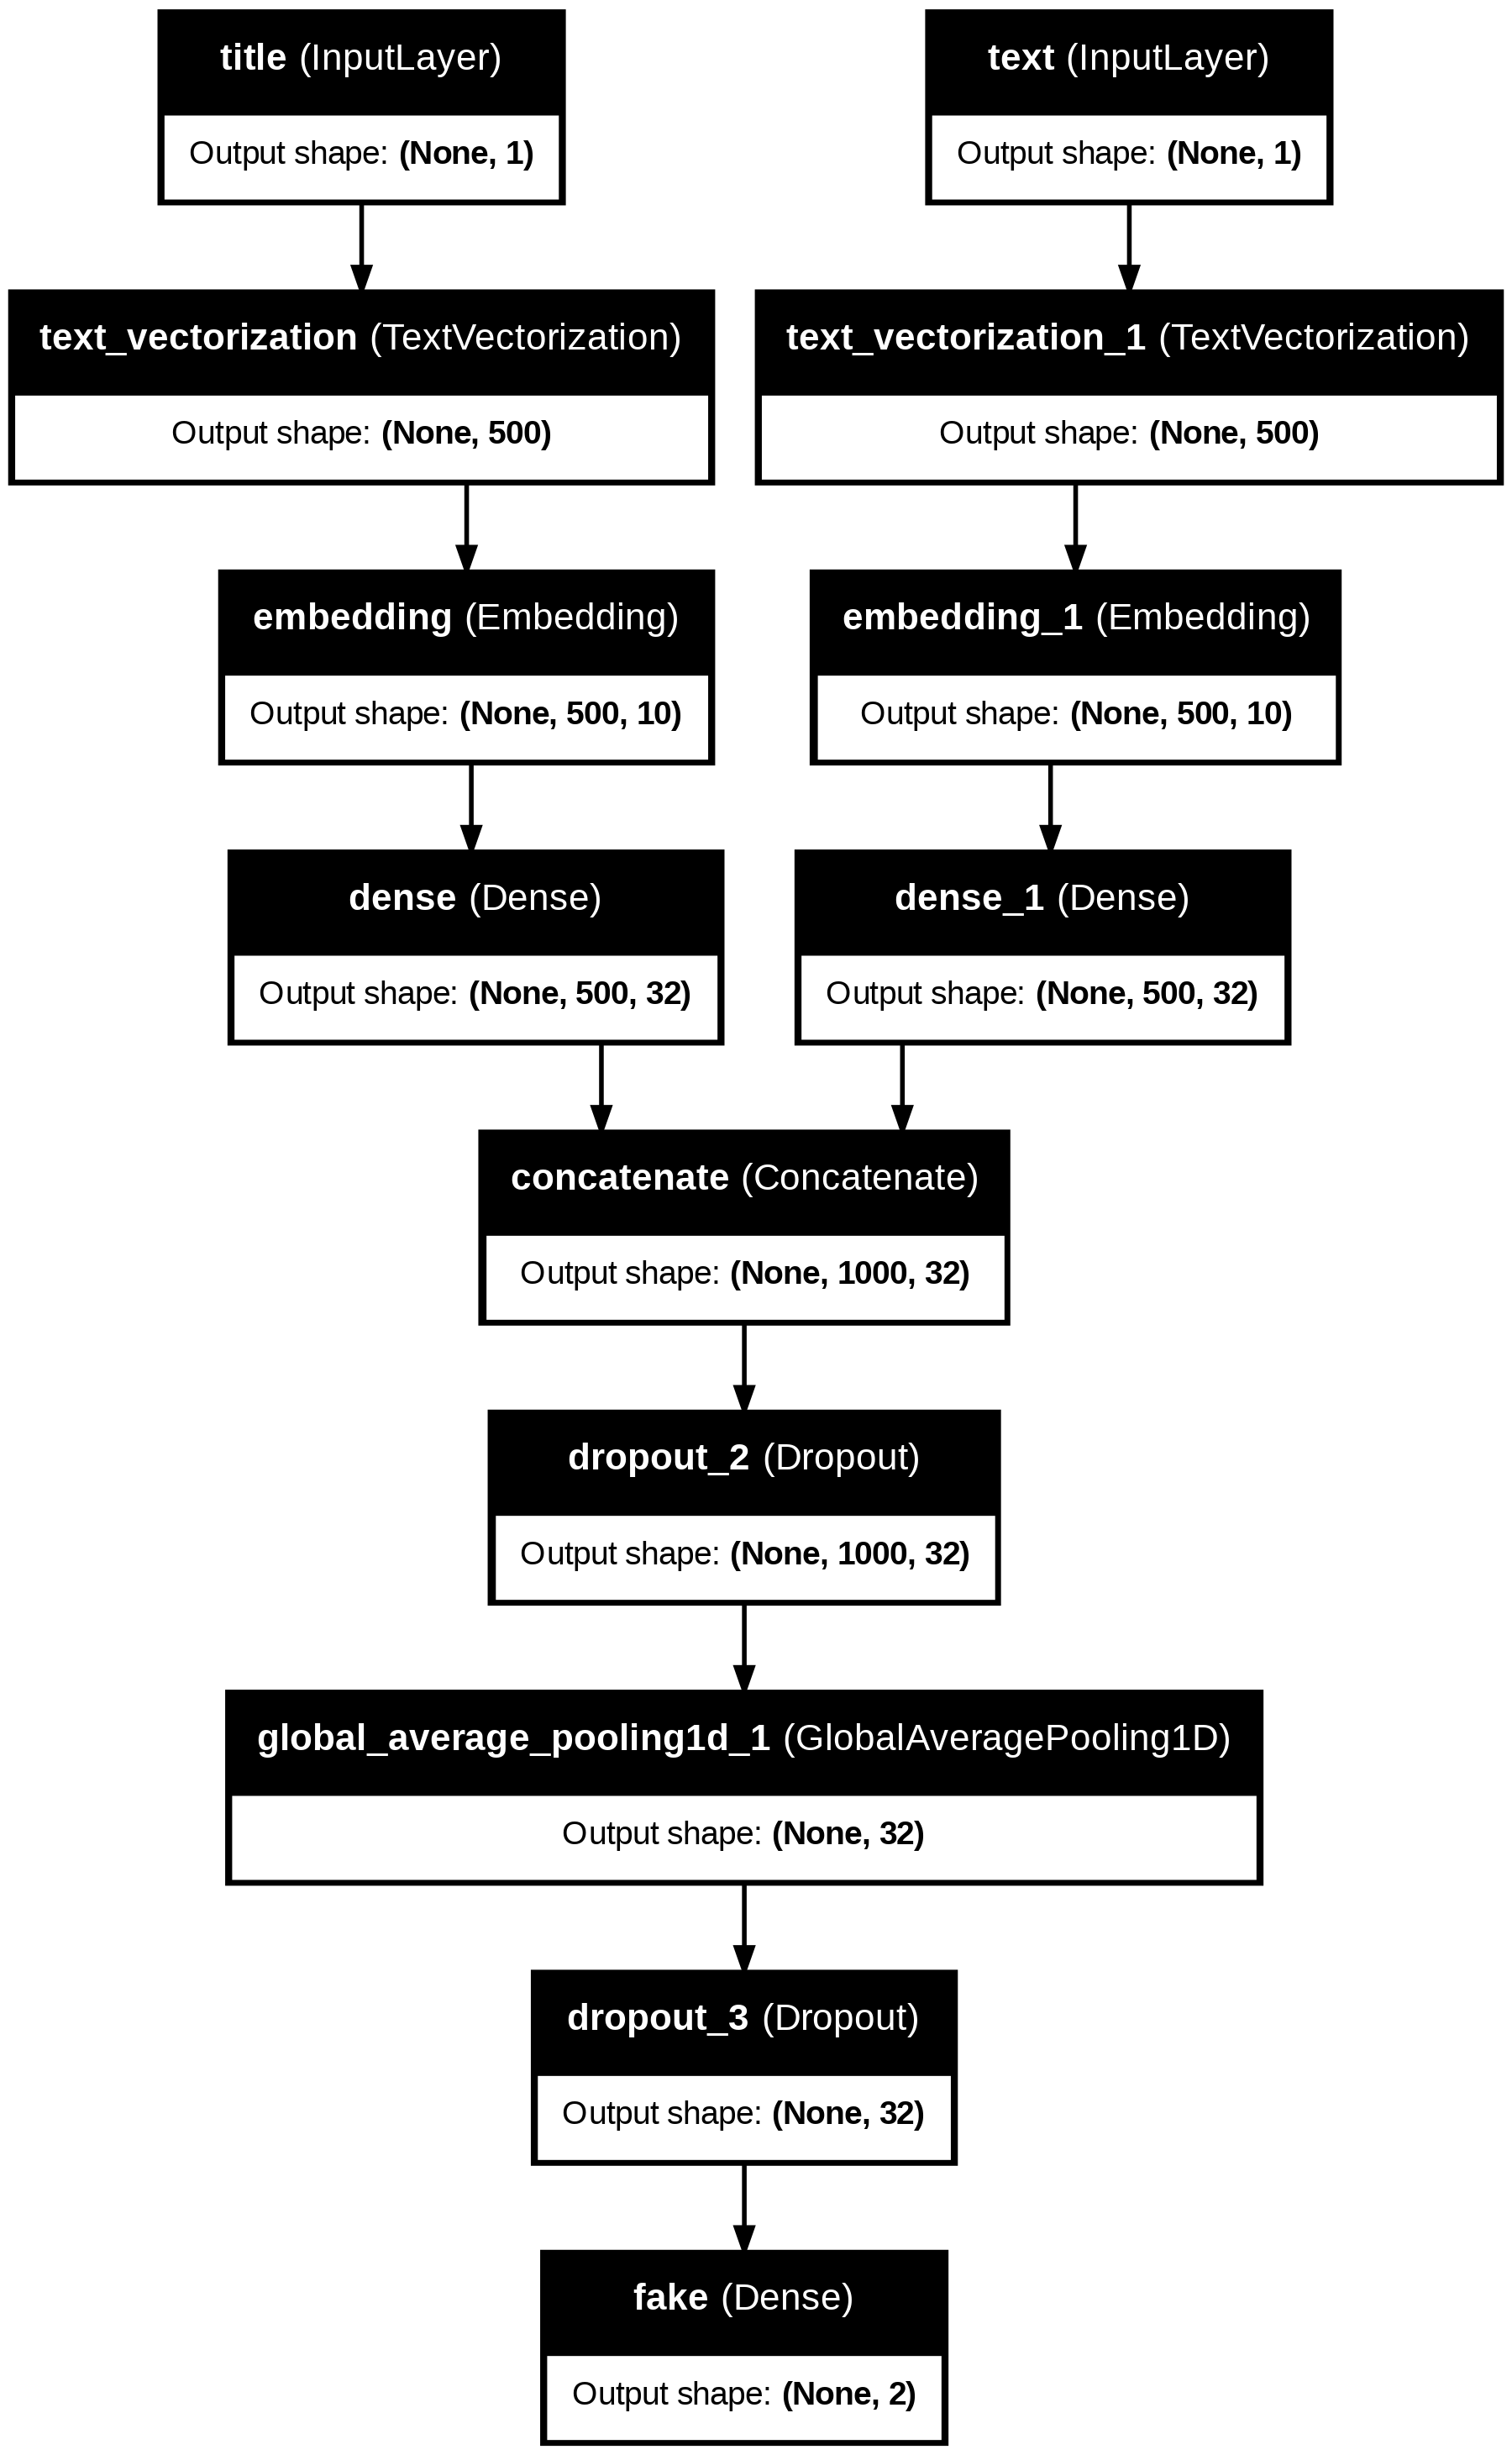 title (InputLayer)
Output shape: (None, 1)
text (InputLayer)
Output shape: (None, 1)
text_vectorization (TextVectorization)
Output shape: (None, 500)
text_vectorization_1 (TextVectorization)
Output shape: (None, 500)
embedding (Embedding)
Output shape: (None, 500, 10)
embedding_1 (Embedding)
Output shape: (None, 500, 10)
dense (Dense)
Output shape: (None, 500, 32)
dense_1 (Dense)
Output shape: (None, 500, 32)
concatenate (Concatenate)
Output shape: (None, 1000, 32)
dropout_2 (Dropout)
Output shape: (None, 1000, 32)
global_average_pooling1d_1 (GlobalAveragePooling1D)
Output shape: (None, 32)
dropout_3 (Dropout)
Output shape: (None, 32)
fake (Dense)
Output shape: (None, 2)